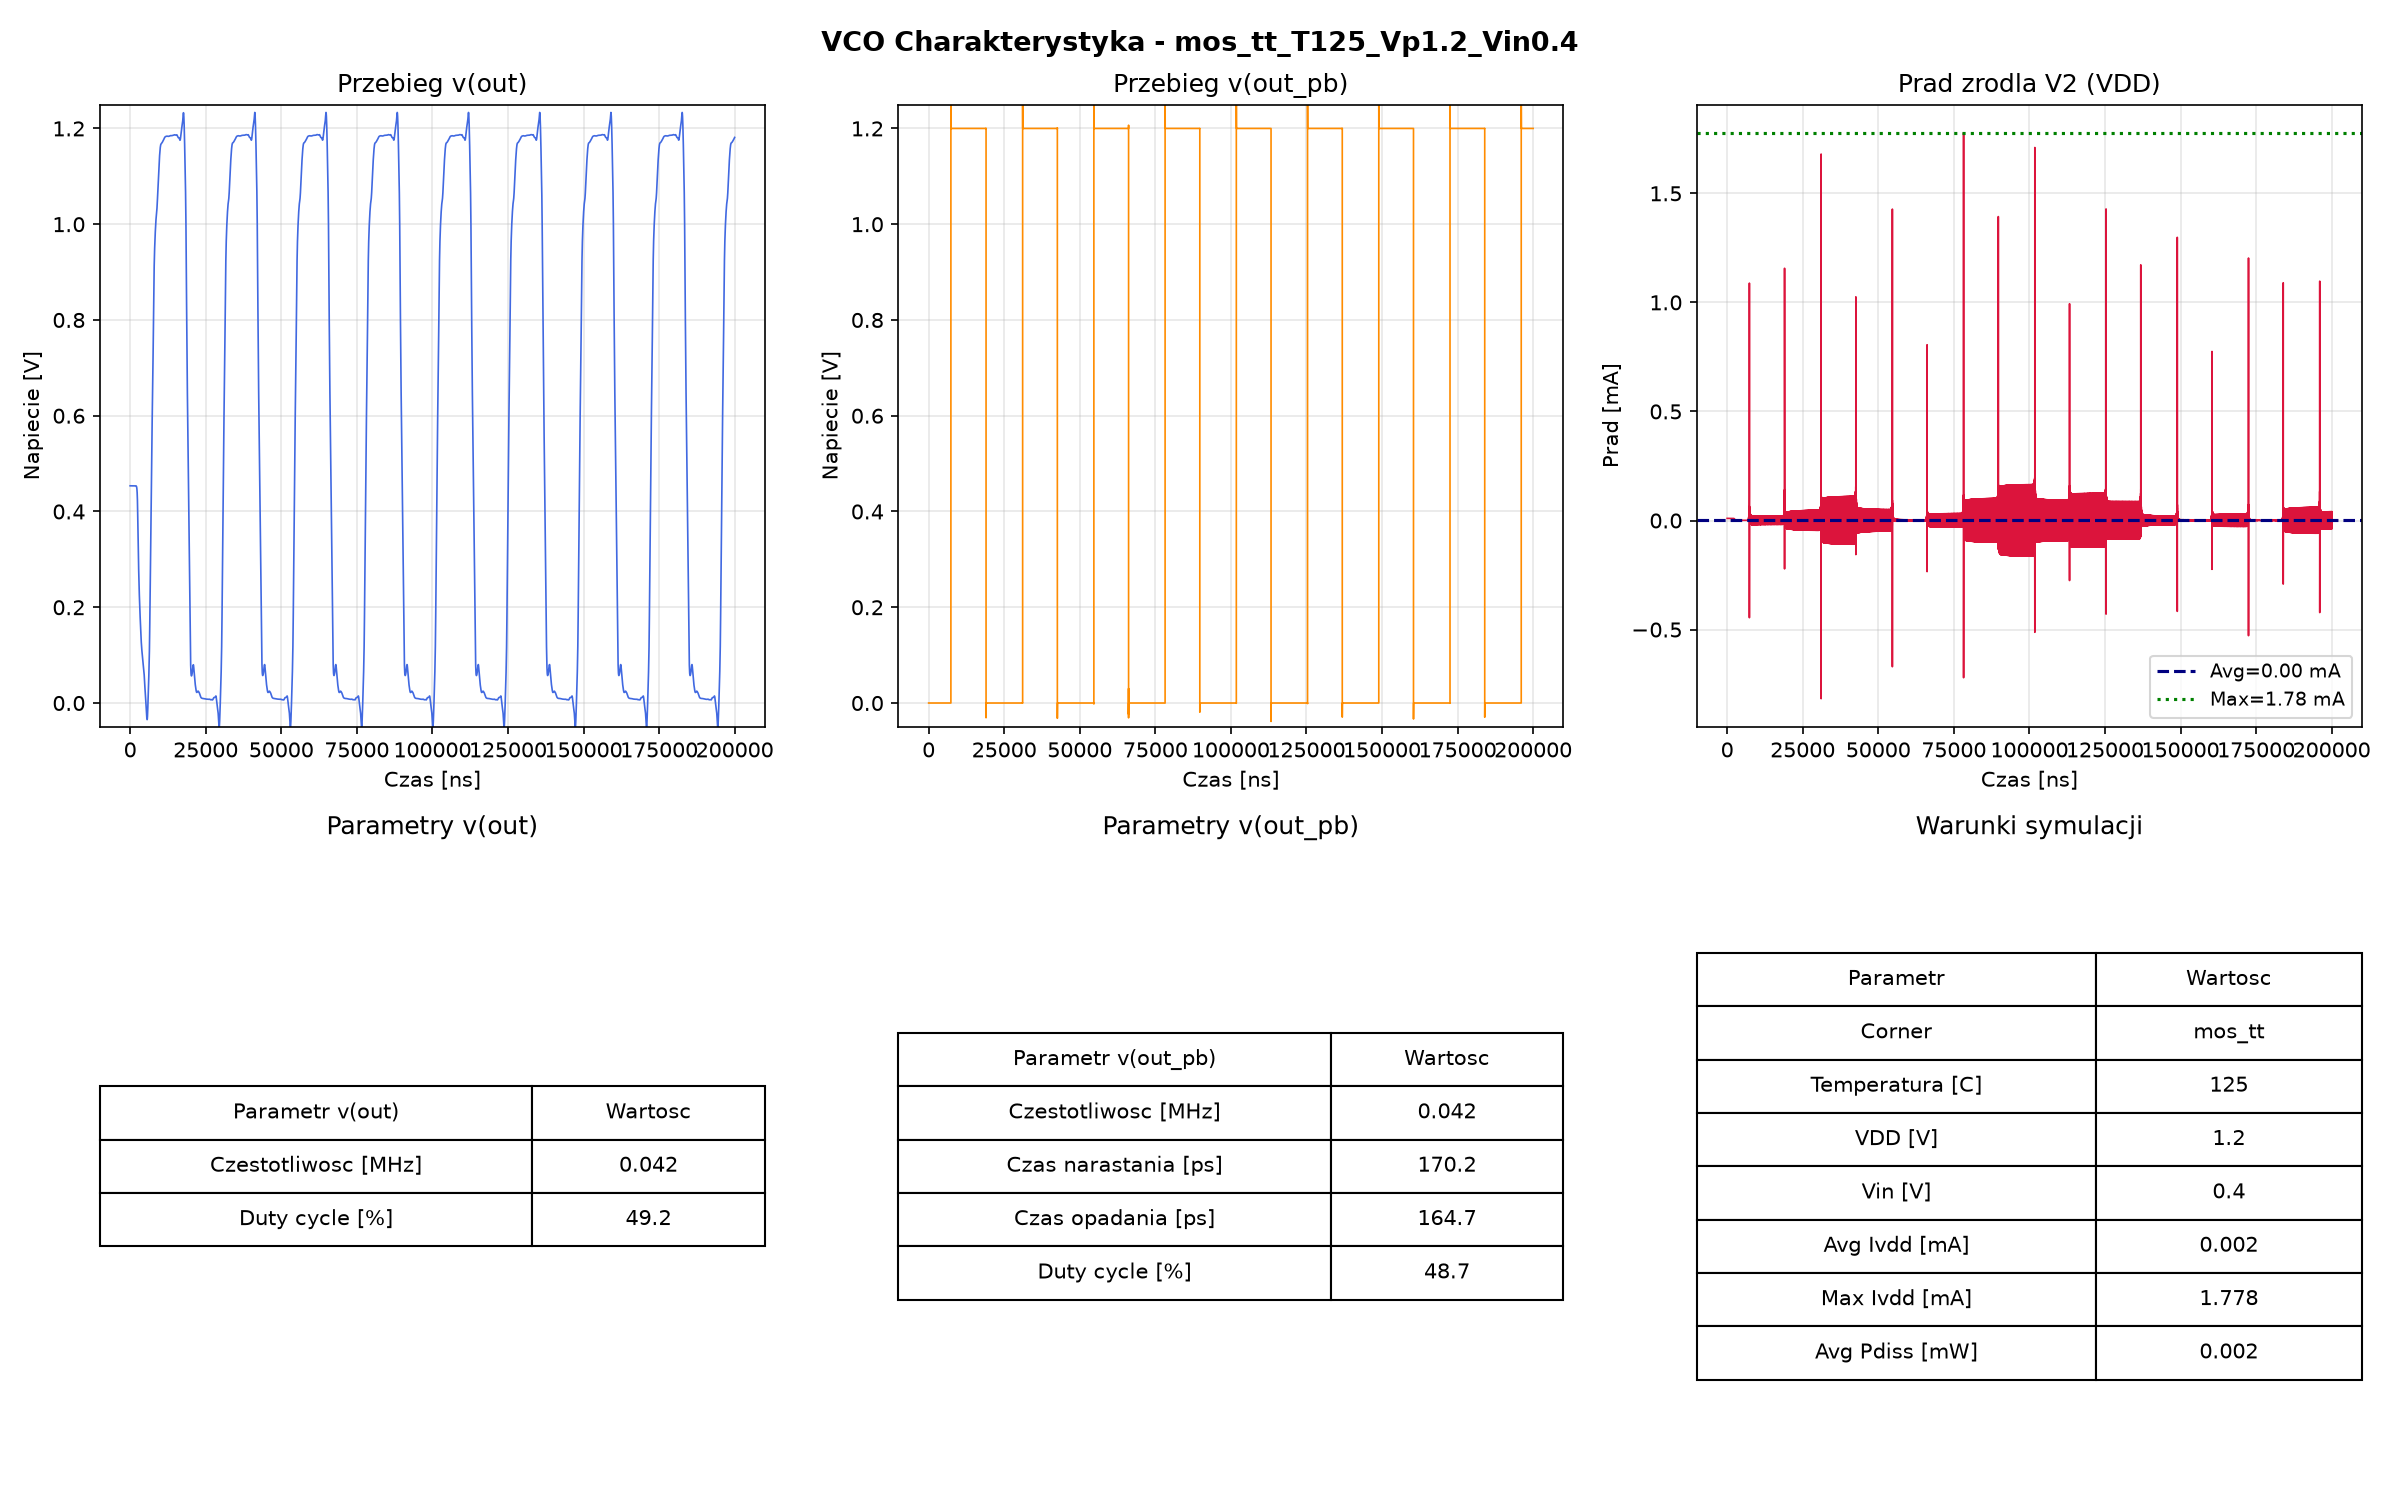 VCO Charakterystyka - mos_tt_T125_Vp1.2_Vin0.4
Przebieg v(out)
Napiecie [V]
1.2
1.0
0.8
0.6
0.4
0.2
0.0
0 25000 50000 75000 100000 125000 150000 175000 200000
Czas [ns]
Przebieg v(out_pb)
Napiecie [V]
1.2
1.0
0.8
0.6
0.4
0.2
0.0
0 25000 50000 75000 100000 125000 150000 175000 200000
Czas [ns]
Prad zrodla V2 (VDD)
Prad [mA]
1.5
1.0
0.5
0.0
−0.5
Avg=0.00 mA
Max=1.78 mA
0 25000 50000 75000 100000 125000 150000 175000 200000
Czas [ns]
Parametry v(out)
Parametr v(out) Wartosc
Czestotliwosc [MHz] 0.042
Duty cycle [%] 49.2
Parametry v(out_pb)
Parametr v(out_pb) Wartosc
Czestotliwosc [MHz] 0.042
Czas narastania [ps] 170.2
Czas opadania [ps] 164.7
Duty cycle [%] 48.7
Warunki symulacji
Parametr Wartosc
Corner mos_tt
Temperatura [C] 125
VDD [V] 1.2
Vin [V] 0.4
Avg Ivdd [mA] 0.002
Max Ivdd [mA] 1.778
Avg Pdiss [mW] 0.002